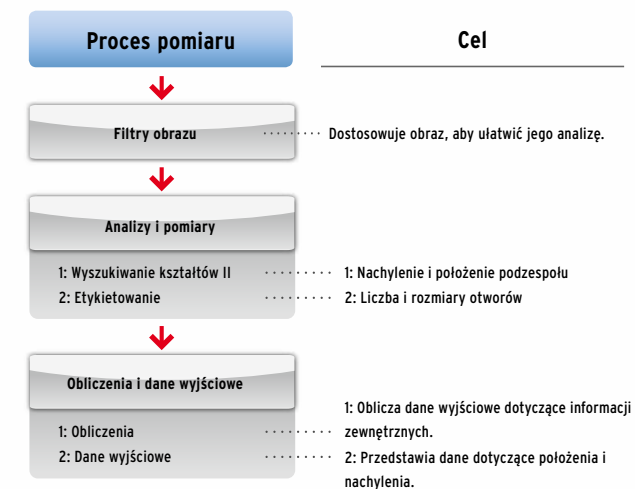 Proces pomiaru
Cel
Filtry obrazu
Dostosowuje obraz, aby ułatwić jego analizę.
Analizy i pomiary
1: Wyszukiwanie kształtów II
1: Nachylenie i położenie podzespołu
2: Etykietowanie
2: Liczba i rozmiary otworów
Obliczenia i dane wyjściowe
1: Obliczenia
2: Dane wyjściowe
1: Oblicza dane wyjściowe dotyczące informacji
zewnętrznych.
2: Przedstawia dane dotyczące położenia i
nachylenia.